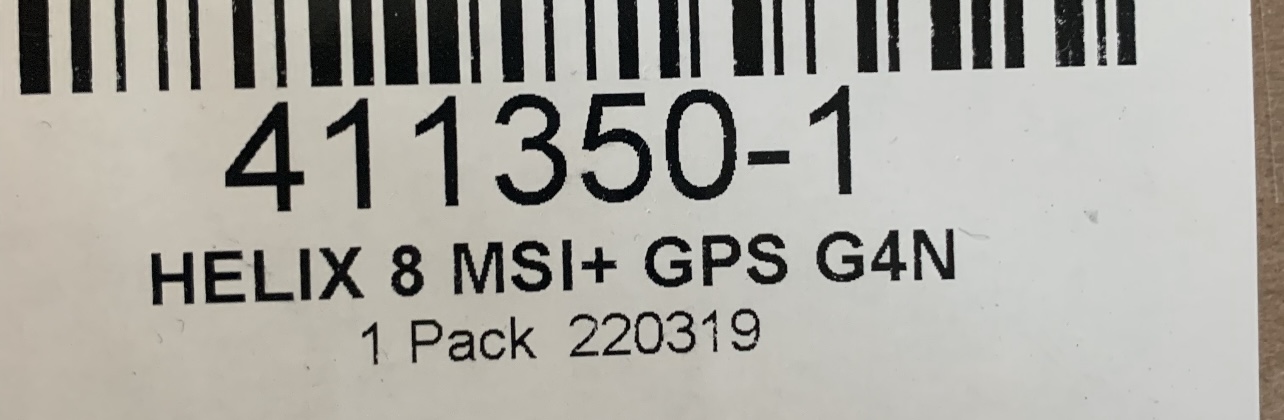 411350-1
HELIX 8 MSI+ GPS G4N
1 Pack 220319